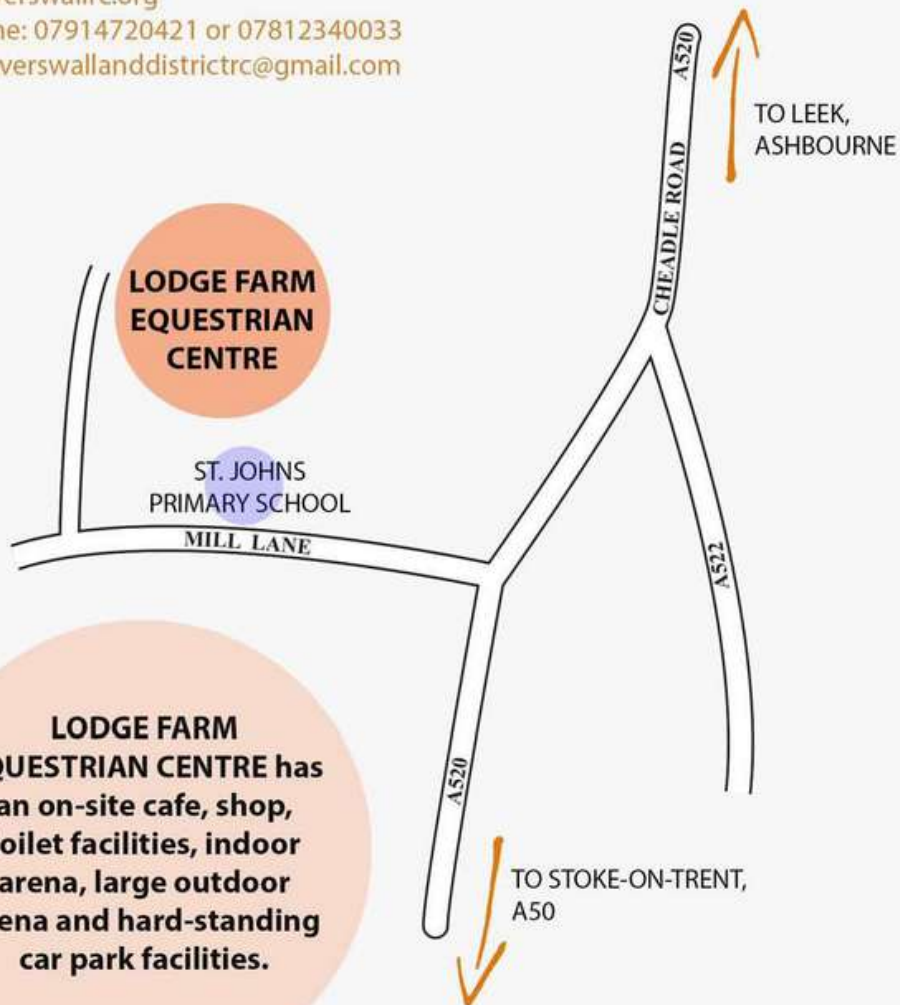 verswallrc.org
ne: 07914720421 or 07812340033
verswallanddistrictrc@gmail.com
A520
TO LEEK,
ASHBOURNE
CHEADLE ROAD
LODGE FARM
EQUESTRIAN
CENTRE
ST. JOHNS
PRIMARY SCHOOL
MILL LANE
A522
LODGE FARM
QUESTRIAN CENTRE has
an on-site cafe, shop,
oilet facilities, indoor
arena, large outdoor
ena and hard-standing
car park facilities.
A520
TO STOKE-ON-TRENT,
A50